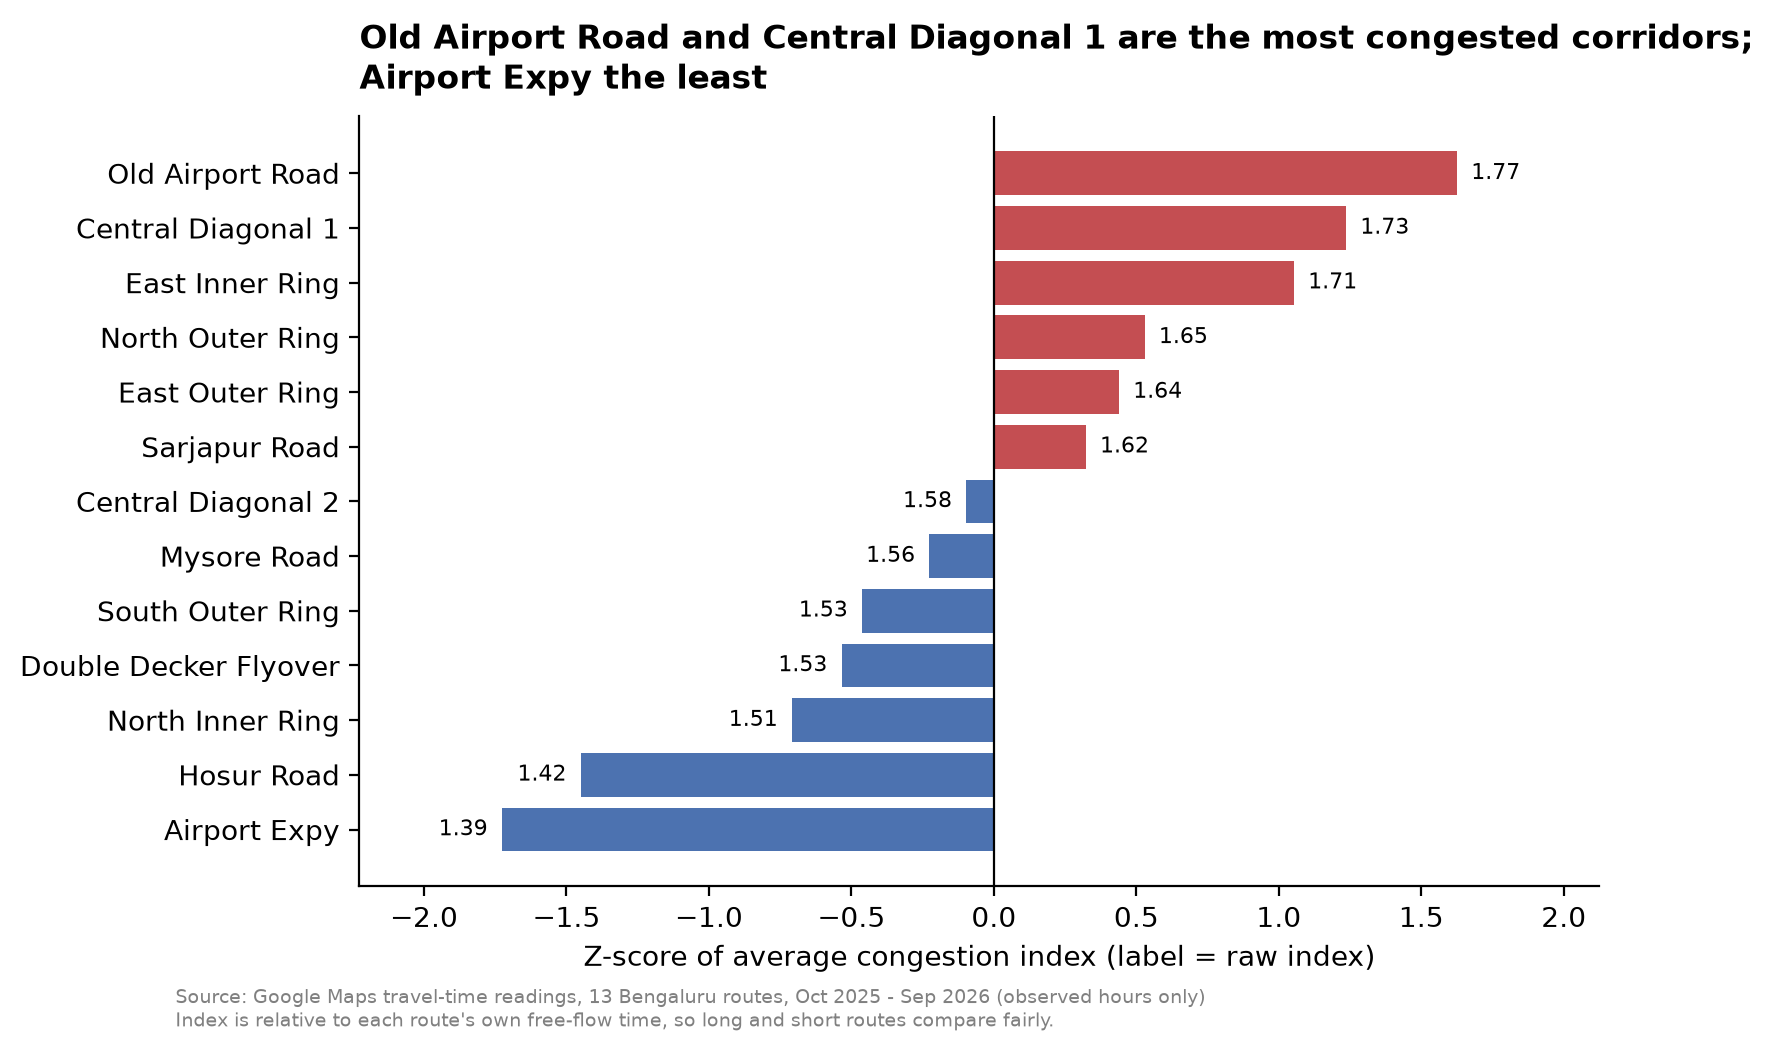 Old Airport Road and Central Diagonal 1 are the most congested corridors;
Airport Expy the least
Old Airport Road 1.77
Central Diagonal 1 1.73
East Inner Ring 1.71
North Outer Ring 1.65
East Outer Ring 1.64
Sarjapur Road 1.62
Central Diagonal 2 1.58
Mysore Road 1.56
South Outer Ring 1.53
Double Decker Flyover 1.53
North Inner Ring 1.51
Hosur Road 1.42
Airport Expy 1.39
−2.0 −1.5 −1.0 −0.5 0.0 0.5 1.0 1.5 2.0
Z-score of average congestion index (label = raw index)
Source: Google Maps travel-time readings, 13 Bengaluru routes, Oct 2025 - Sep 2026 (observed hours only)
Index is relative to each route's own free-flow time, so long and short routes compare fairly.